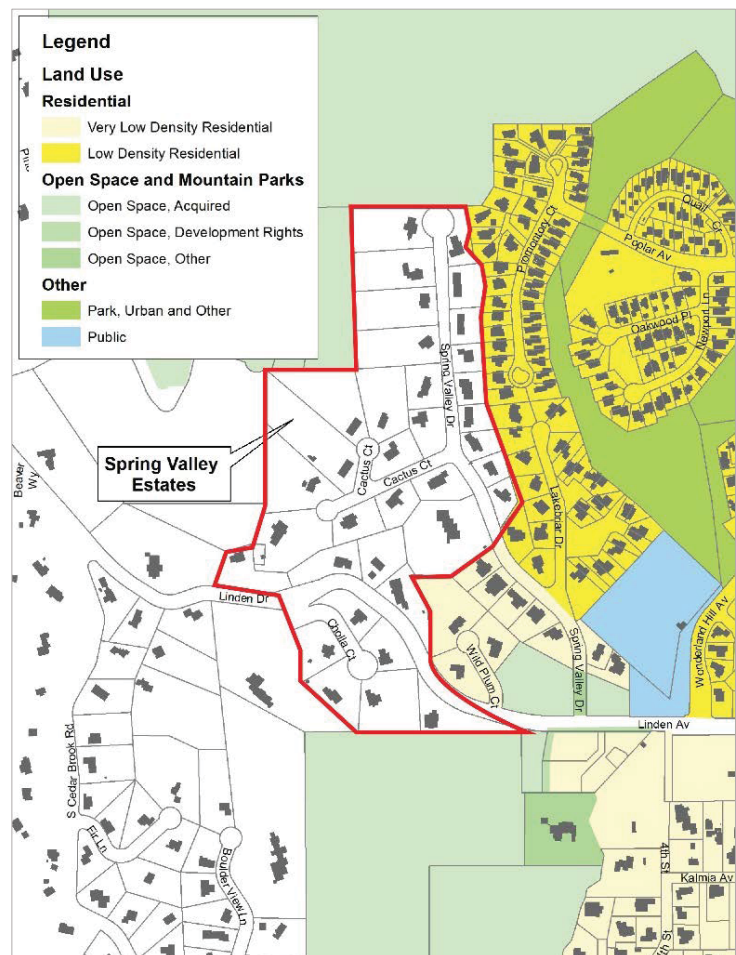 Legend
Land Use
Residential
Very Low Density Residential
Low Density Residential
Open Space and Mountain Parks
Open Space, Acquired
Open Space, Development Rights
Open Space, Other
Other
Park, Urban and Other
Public
Promontory Ct
Quail Ct
Poplar Av
Oakwood Pl
Newport Ln
Spring Valley Dr
Spring Valley
Estates
Cactus Ct
Cactus Ct
Lakebriar Dr
Beaver
Wy
Linden Dr
Cholla Ct
Wild Plum Ct
Spring Valley Dr
Wonderland Hill Av
Linden Av
S Cedar Brook Rd
Fir Ln
Boulder View Ln
4th St
Kalmia Av
4th St